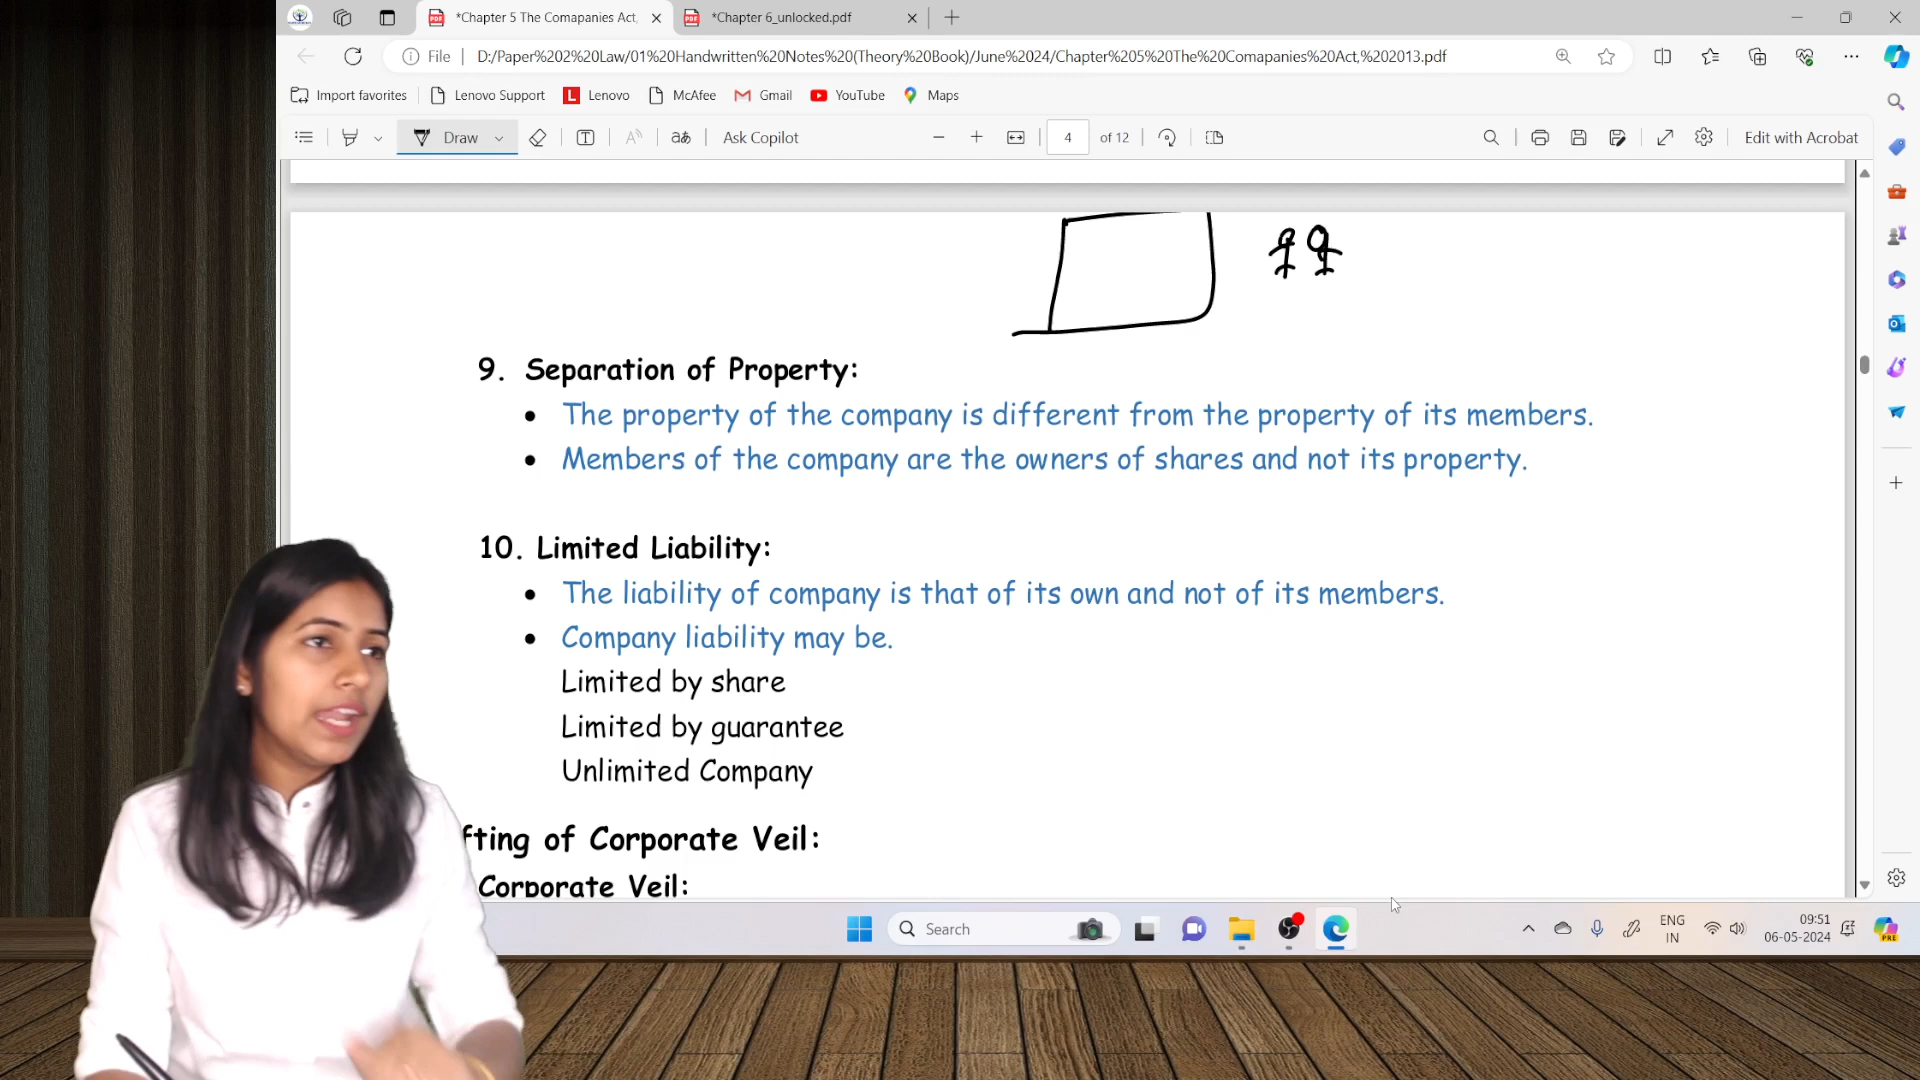 *Chapter 5 The Comapanies Act,
*Chapter 6_unlocked.pdf
File
D:/Paper%202%20Law/01%20Handwritten%20Notes%20(Theory%20Book)/June%2024/Chapter%205%20The%20Comapanies%20Act,%202013.pdf
Import favorites
Lenovo Support
L Lenovo
McAfee
Gmail
YouTube
Maps
Draw
Ask Copilot
4 of 12
Edit with Acrobat
9. Separation of Property:
• The property of the company is different from the property of its members.
• Members of the company are the owners of shares and not its property.
10. Limited Liability:
• The liability of company is that of its own and not of its members.
• Company liability may be.
Limited by share
Limited by guarantee
Unlimited Company
fting of Corporate Veil:
Corporate Veil:
Search
ENG
IN
09:51
06-05-2024
PRE